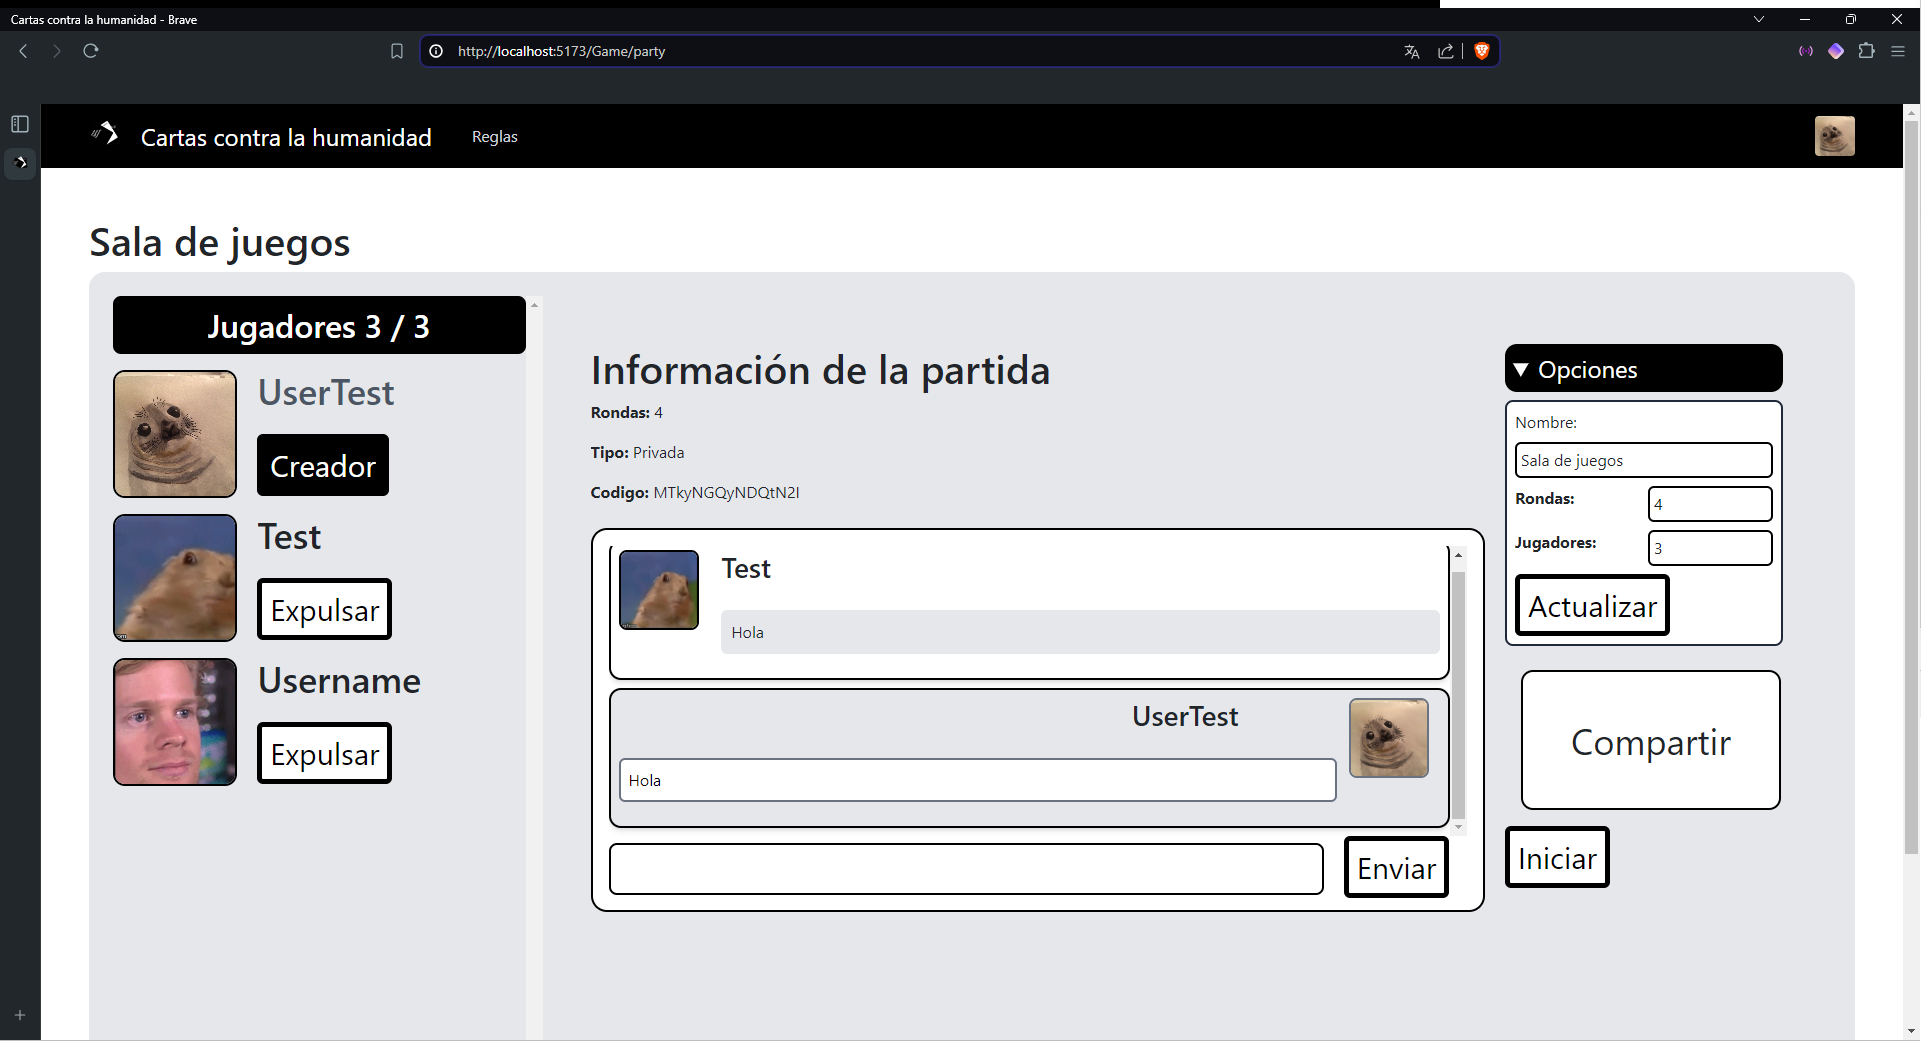 Cartas contra la humanidad - Brave
http://localhost:5173/Game/party
Cartas contra la humanidad
Reglas
Sala de juegos
Jugadores 3 / 3
UserTest
Creador
Test
Expulsar
Username
Expulsar
Información de la partida
Rondas: 4
Tipo: Privada
Codigo: MTkyNGQyNDQtN2I
Test
Hola
UserTest
Hola
Enviar
▼ Opciones
Nombre:
Sala de juegos
Rondas: 4
Jugadores: 3
Actualizar
Compartir
Iniciar